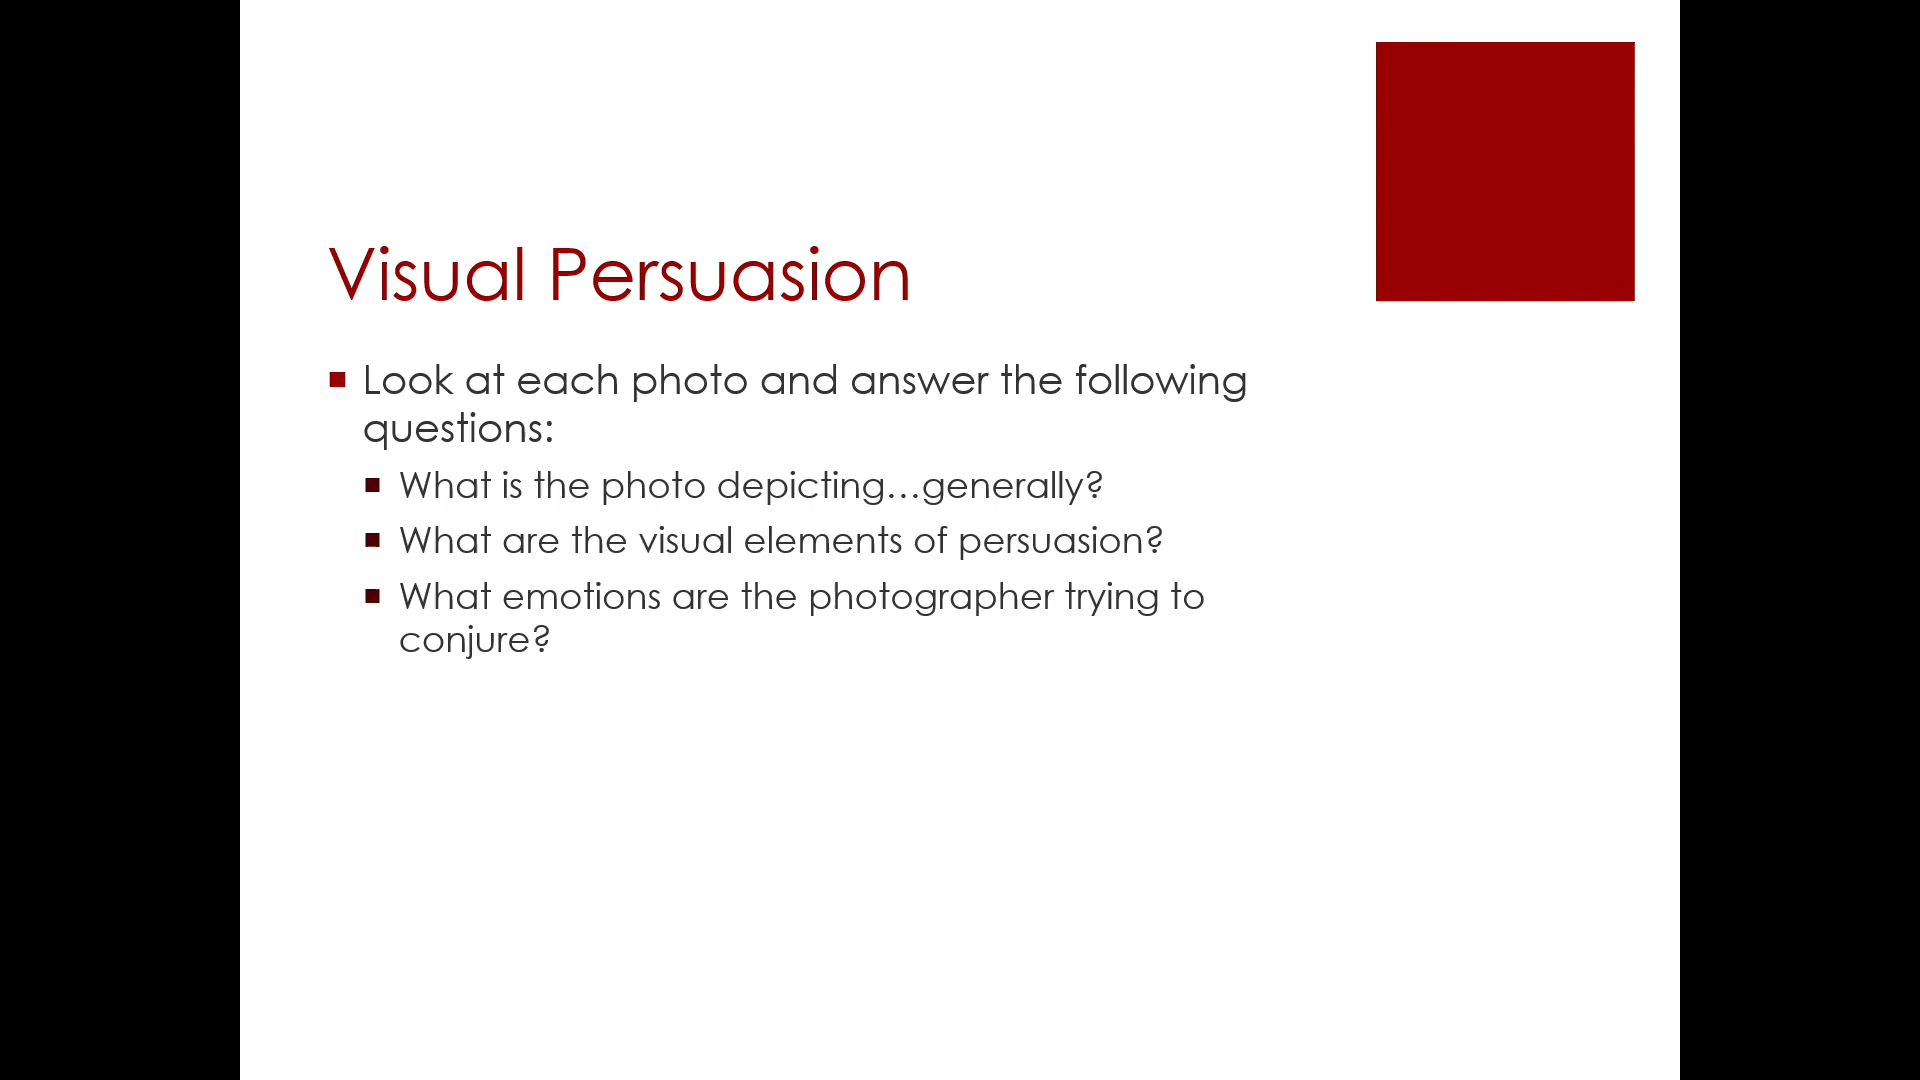 Visual Persuasion
Look at each photo and answer the following
questions:
What is the photo depicting…generally?
What are the visual elements of persuasion?
What emotions are the photographer trying to
conjure?